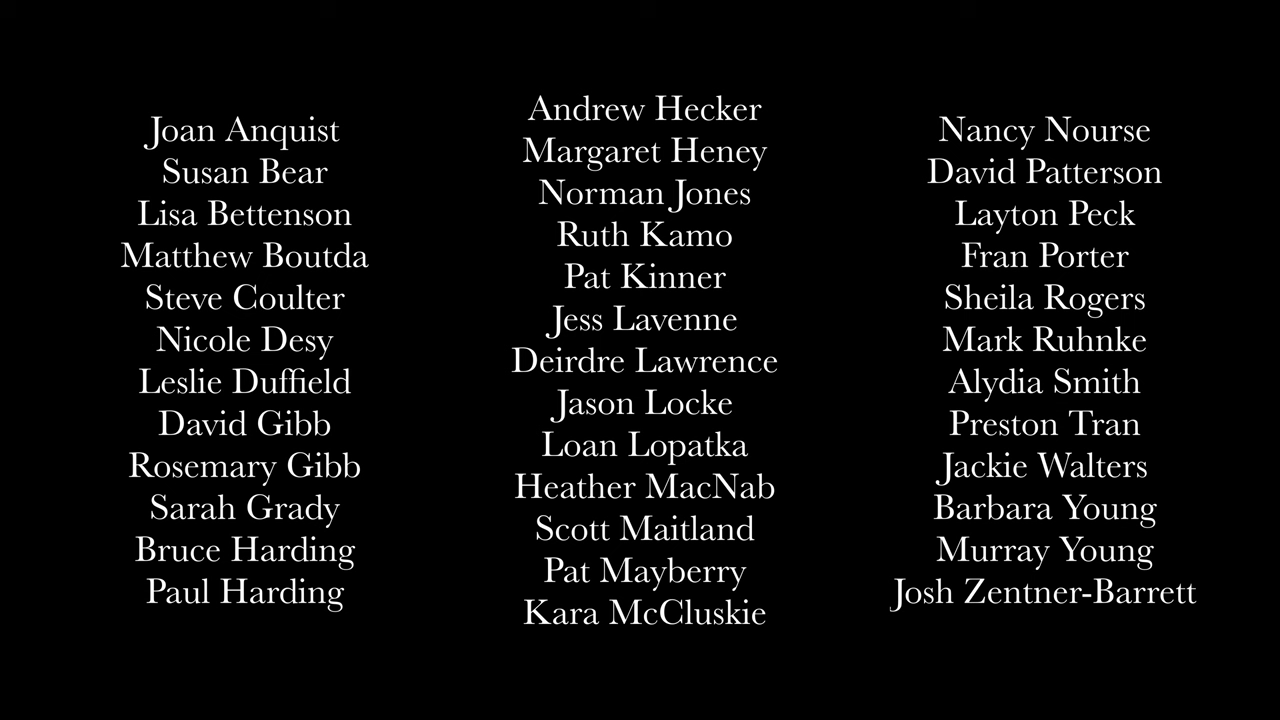 Joan Anquist
Susan Bear
Lisa Bettenson
Matthew Boutda
Steve Coulter
Nicole Desy
Leslie Duffield
David Gibb
Rosemary Gibb
Sarah Grady
Bruce Harding
Paul Harding
Andrew Hecker
Margaret Heney
Norman Jones
Ruth Kamo
Pat Kinner
Jess Lavenne
Deirdre Lawrence
Jason Locke
Loan Lopatka
Heather MacNab
Scott Maitland
Pat Mayberry
Kara McCluskie
Nancy Nourse
David Patterson
Layton Peck
Fran Porter
Sheila Rogers
Mark Ruhnke
Alydia Smith
Preston Tran
Jackie Walters
Barbara Young
Murray Young
Josh Zentner-Barrett